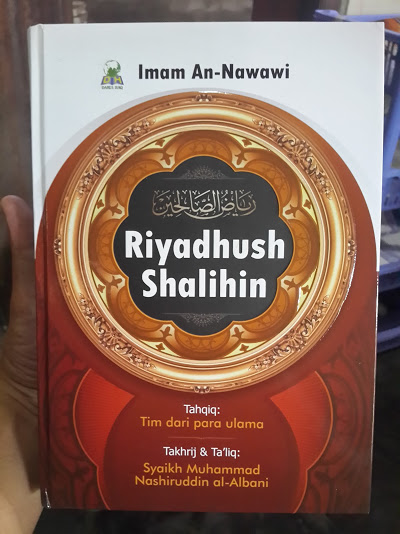 Imam An-Nawawi
رياض الصالحين
Riyadhush
Shalihin
Tahqiq:
Tim dari para ulama
Takhrij & Ta'liq:
Syaikh Muhammad
Nashiruddin al-Albani